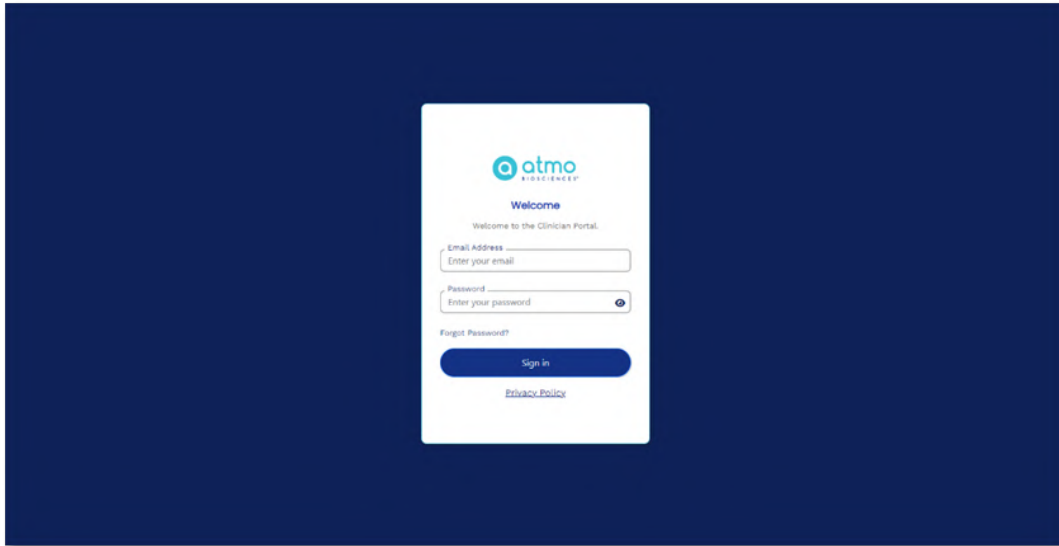 atmo
BIOSCIENCES
Welcome
Welcome to the Clinician Portal.
Email Address
Enter your email
Password
Enter your password
Forgot Password?
Sign in
Privacy Policy